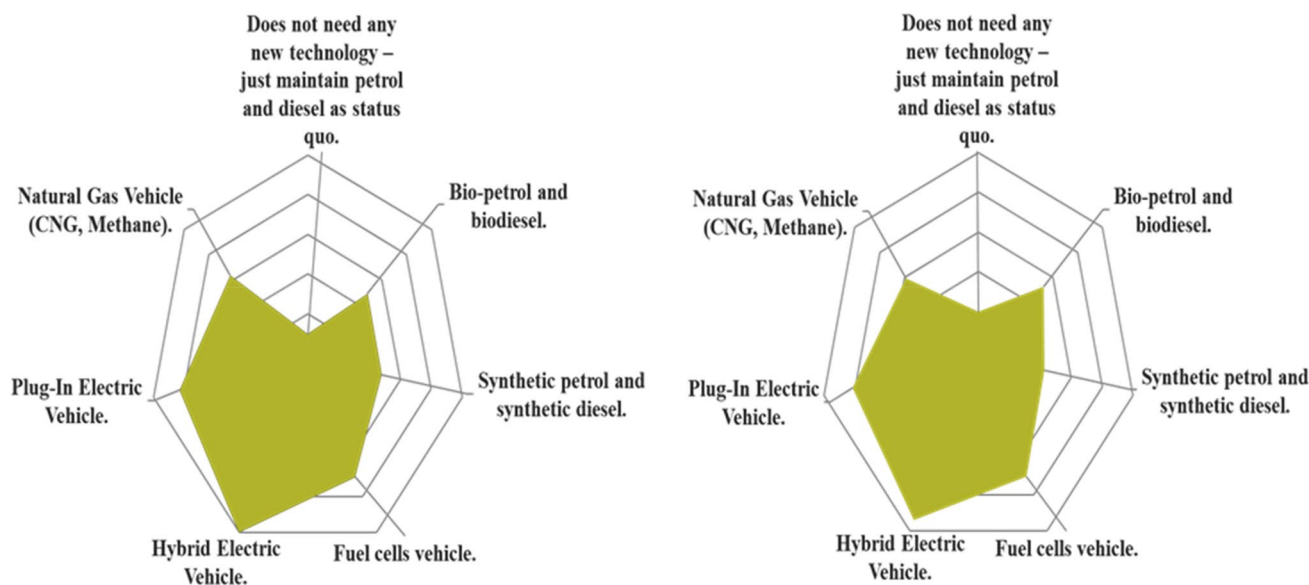 Does not need any
new technology –
just maintain petrol
and diesel as status
quo.
Natural Gas Vehicle
(CNG, Methane).
Bio-petrol and
biodiesel.
Plug-In Electric
Vehicle.
Synthetic petrol and
synthetic diesel.
Hybrid Electric
Vehicle.
Fuel cells vehicle.
Does not need any
new technology –
just maintain petrol
and diesel as status
quo.
Natural Gas Vehicle
(CNG, Methane).
Bio-petrol and
biodiesel.
Plug-In Electric
Vehicle.
Synthetic petrol and
synthetic diesel.
Hybrid Electric
Vehicle.
Fuel cells vehicle.